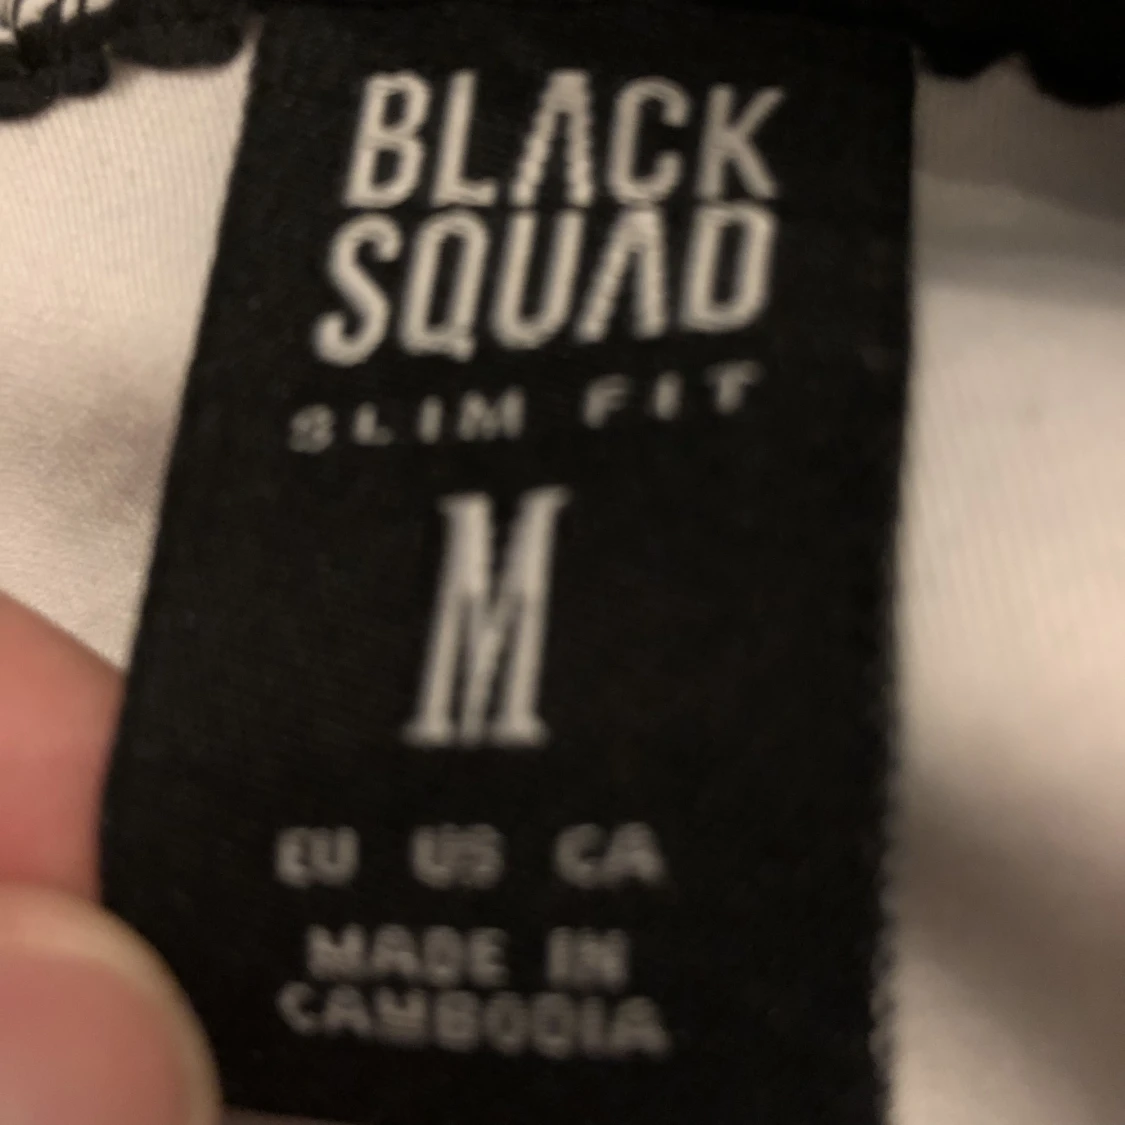 BLACK
SQUAD
SLIM FIT
M
EU US CA
MADE IN
CAMBODIA